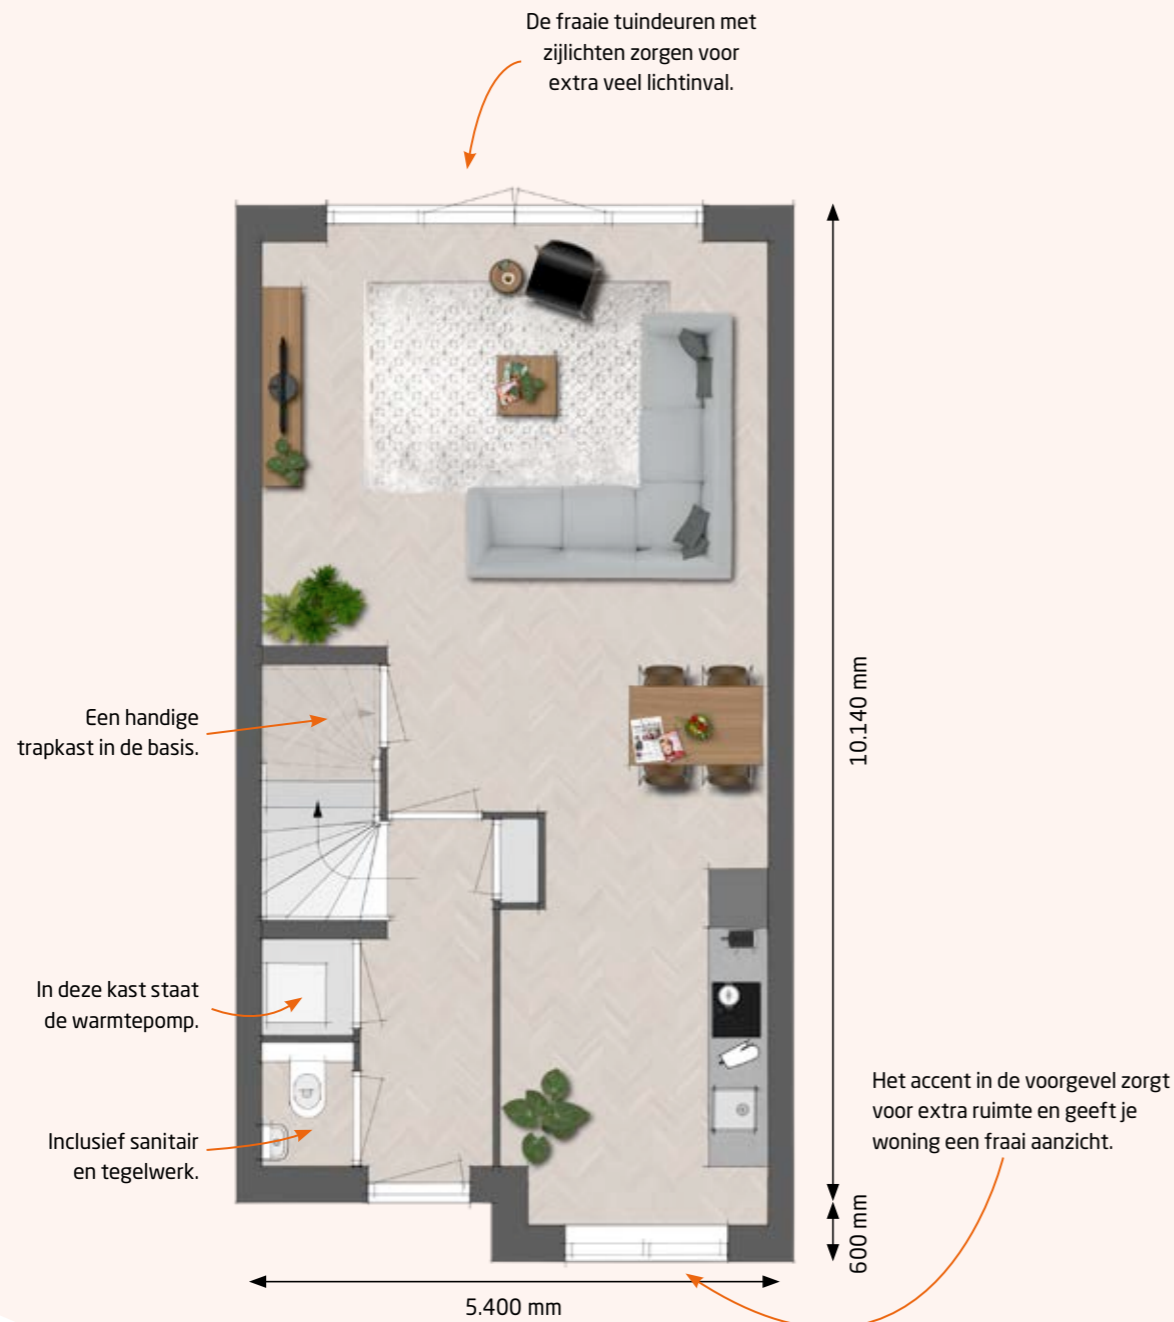 De fraaie tuindeuren met
zijlichten zorgen voor
extra veel lichtinval.
Een handige
trapkast in de basis.
10.140 mm
In deze kast staat
de warmtepomp.
Het accent in de voorgevel zorgt
voor extra ruimte en geeft je
woning een fraai aanzicht.
Inclusief sanitair
en tegelwerk.
600 mm
5.400 mm